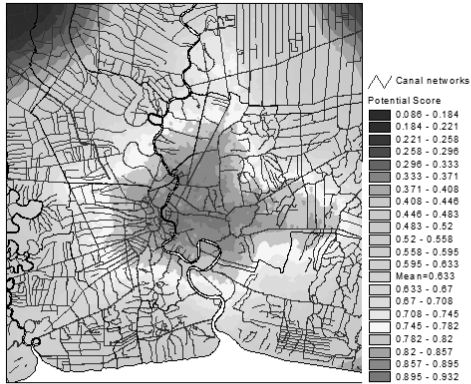 Canal networks
Potential Score
0.086 - 0.184
0.184 - 0.221
0.221 - 0.258
0.258 - 0.296
0.296 - 0.333
0.333 - 0.371
0.371 - 0.408
0.408 - 0.446
0.446 - 0.483
0.483 - 0.52
0.52 - 0.558
0.558 - 0.595
0.595 - 0.633
Mean=0.633
0.633 - 0.67
0.67 - 0.708
0.708 - 0.745
0.745 - 0.782
0.782 - 0.82
0.82 - 0.857
0.857 - 0.895
0.895 - 0.932